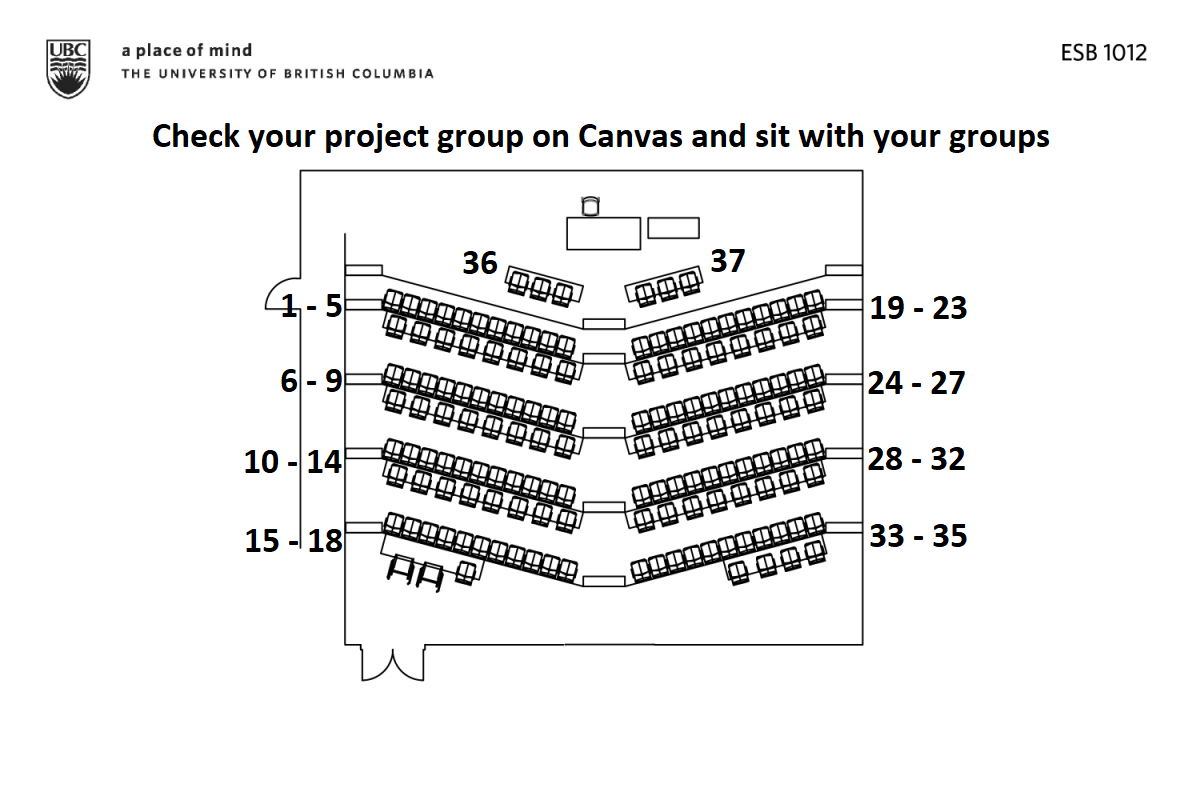 UBC
a place of mind
THE UNIVERSITY OF BRITISH COLUMBIA
ESB 1012
Check your project group on Canvas and sit with your groups
36
37
1 - 5
19 - 23
6 - 9
24 - 27
10 - 14
28 - 32
15 - 18
33 - 35